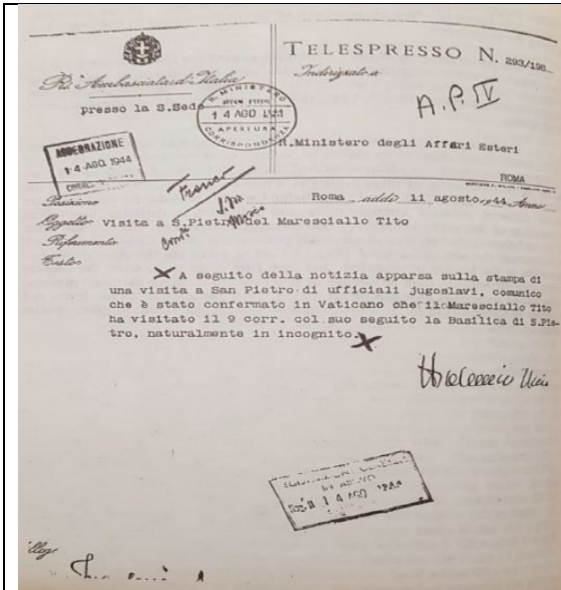 TELESPRESSO N. 293/198
R. Ambasciata d'Italia
Indirizzato a
presso la S.Sede
A.P. IV
R. MINISTERO
AFFARI ESTERI
14 AGO 1944
APERTURA
CORRISPONDENZA
R.Ministero degli Affari Esteri
14 AGO. 1944
ROMA
Posizione
Roma addì 11 agosto 1944 Anno
Oggetto Visita a S.Pietro del Maresciallo Tito
Riferimento
Testo
A seguito della notizia apparsa sulla stampa di
una visita a San Pietro di ufficiali jugoslavi, comunico
che è stato confermato in Vaticano che il Maresciallo Tito
ha visitato il 9 corr. col suo seguito la Basilica di S.Pie-
tro, naturalmente in incognito.
14 AGO 1944